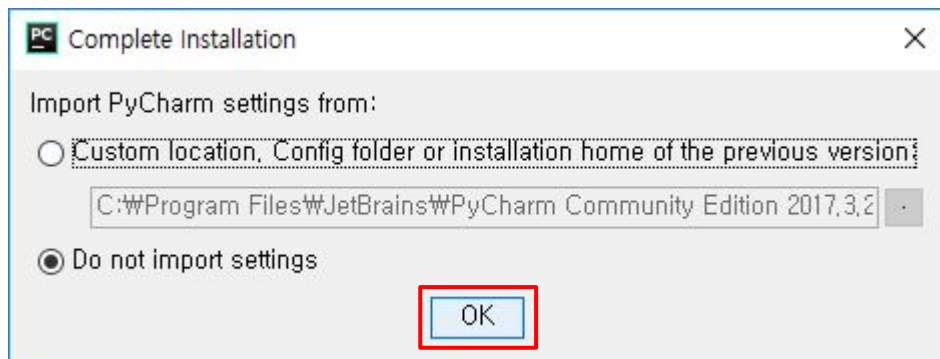 PC Complete Installation
Import PyCharm settings from:
Custom location. Config folder or installation home of the previous version:
C:₩Program Files₩JetBrains₩PyCharm Community Edition 2017.3.2
Do not import settings
OK